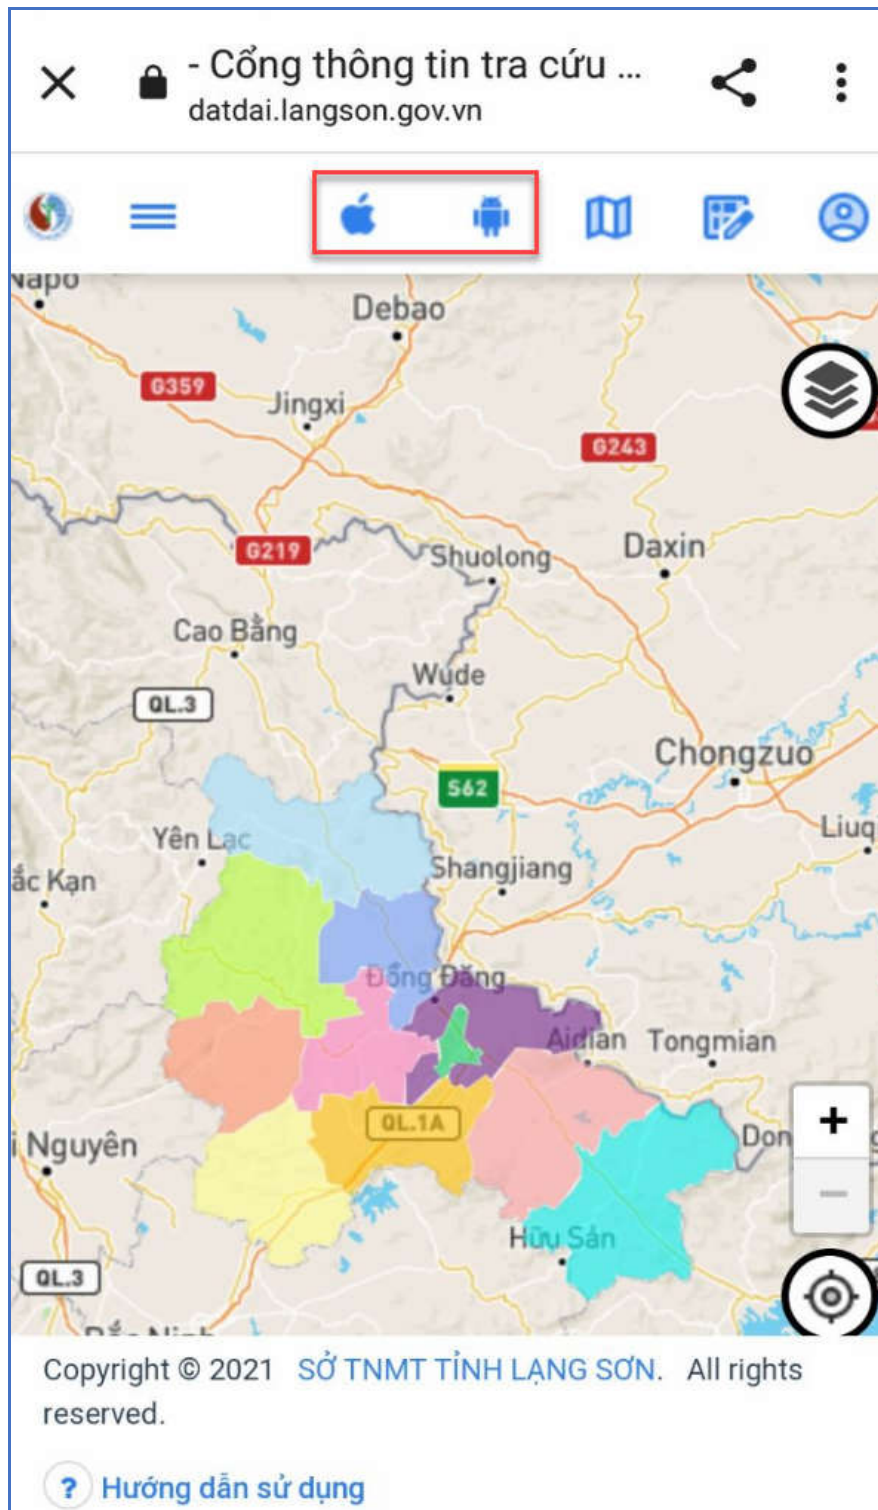 - Cổng thông tin tra cứu ...
datdai.langson.gov.vn
Napo
Debao
G359
Jingxi
G243
G219
Shuolong
Daxin
Cao Bằng
Wude
QL.3
Chongzuo
S62
Yên Lạc
Liuq
Shangjiang
ắc Kạn
Đồng Đăng
Aidian
Tongmian
QL.1A
+
Don
i Nguyên
−
Hữu Sản
QL.3
Bắc Ninh
Copyright © 2021 SỞ TNMT TỈNH LẠNG SƠN. All rights
reserved.
? Hướng dẫn sử dụng